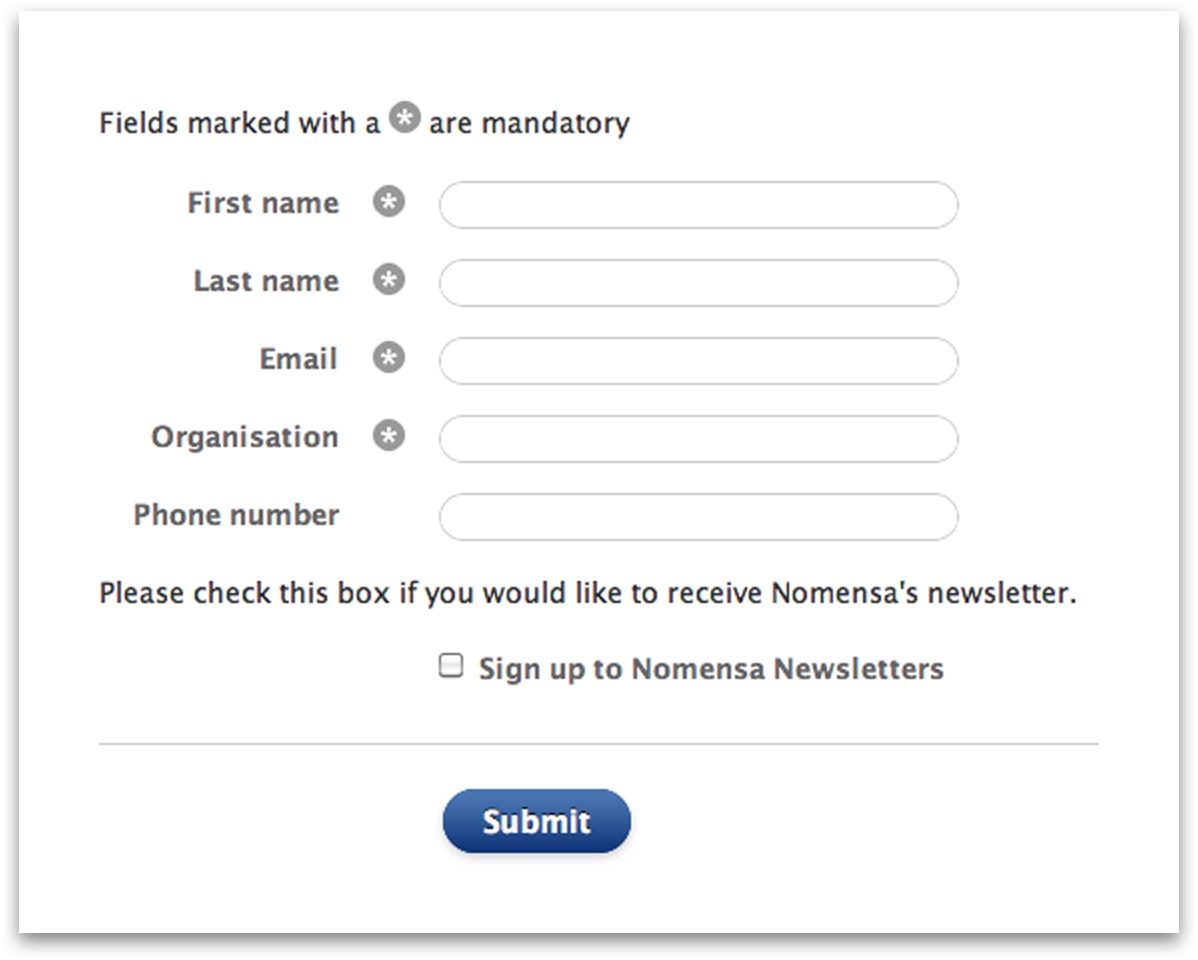 Fields marked with a * are mandatory
First name *
Last name *
Email *
Organisation *
Phone number
Please check this box if you would like to receive Nomensa's newsletter.
Sign up to Nomensa Newsletters
Submit